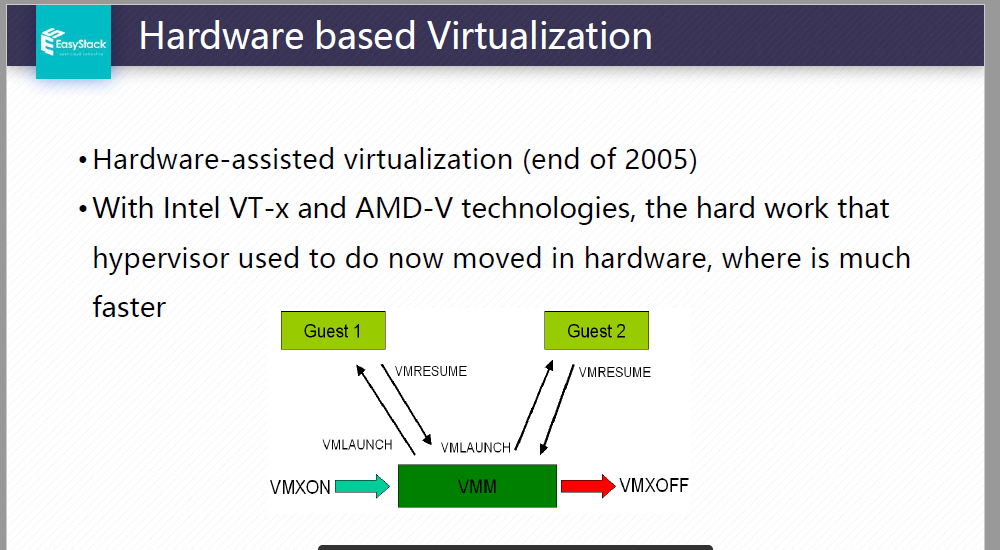 EasyStack
Hardware based Virtualization
• Hardware-assisted virtualization (end of 2005)
• With Intel VT-x and AMD-V technologies, the hard work that
hypervisor used to do now moved in hardware, where is much
faster
Guest 1
Guest 2
VMRESUME
VMRESUME
VMLAUNCH
VMLAUNCH
VMXON
VMM
VMXOFF